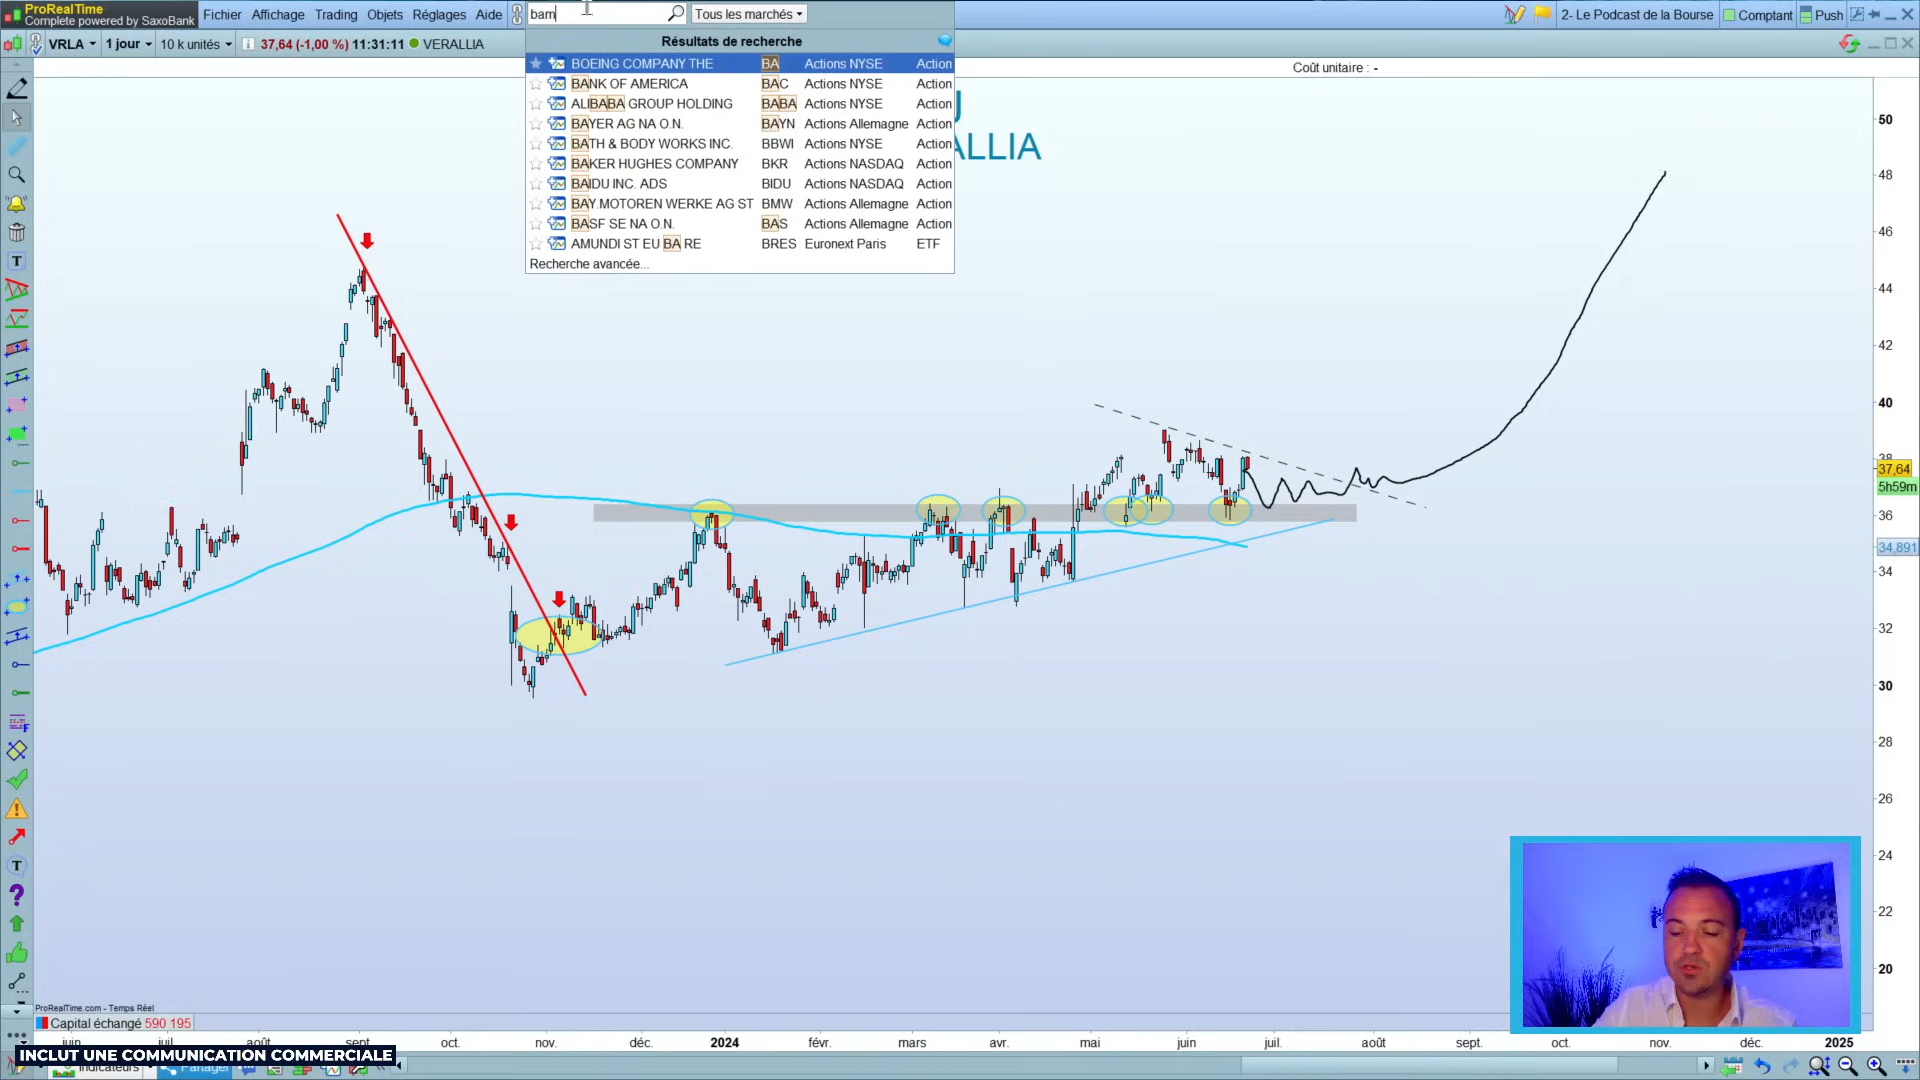 ProRealTime
Complete powered by SaxoBank
Fichier Affichage Trading Objets Réglages Aide
bam
Tous les marchés
2- Le Podcast de la Bourse
Comptant
Push
VRLA 1 jour 10 k unités 37,64 (-1,00 %) 11:31:11 VERALLIA
Résultats de recherche
BOEING COMPANY THE BA Actions NYSE Action
BANK OF AMERICA BAC Actions NYSE Action
ALIBABA GROUP HOLDING BABA Actions NYSE Action
BAYER AG NA O.N. BAYN Actions Allemagne Action
BATH & BODY WORKS INC. BBWI Actions NYSE Action
BAKER HUGHES COMPANY BKR Actions NASDAQ Action
BAIDU INC. ADS BIDU Actions NASDAQ Action
BAY.MOTOREN WERKE AG ST BMW Actions Allemagne Action
BASF SE NA O.N. BAS Actions Allemagne Action
AMUNDI ST EU BA RE BRES Euronext Paris ETF
Recherche avancée...
Coût unitaire : -
ALLIA
50
48
46
44
42
40
38
37,64
5h59m
36
34,891
34
32
30
28
26
24
22
20
ProRealTime.com - Temps Réel
Capital échangé 590 195
juin juil. août sept. oct. nov. déc. 2024 févr. mars avr. mai juin juil. août sept. oct. nov. déc. 2025
INCLUT UNE COMMUNICATION COMMERCIALE
Indicateurs
Partager